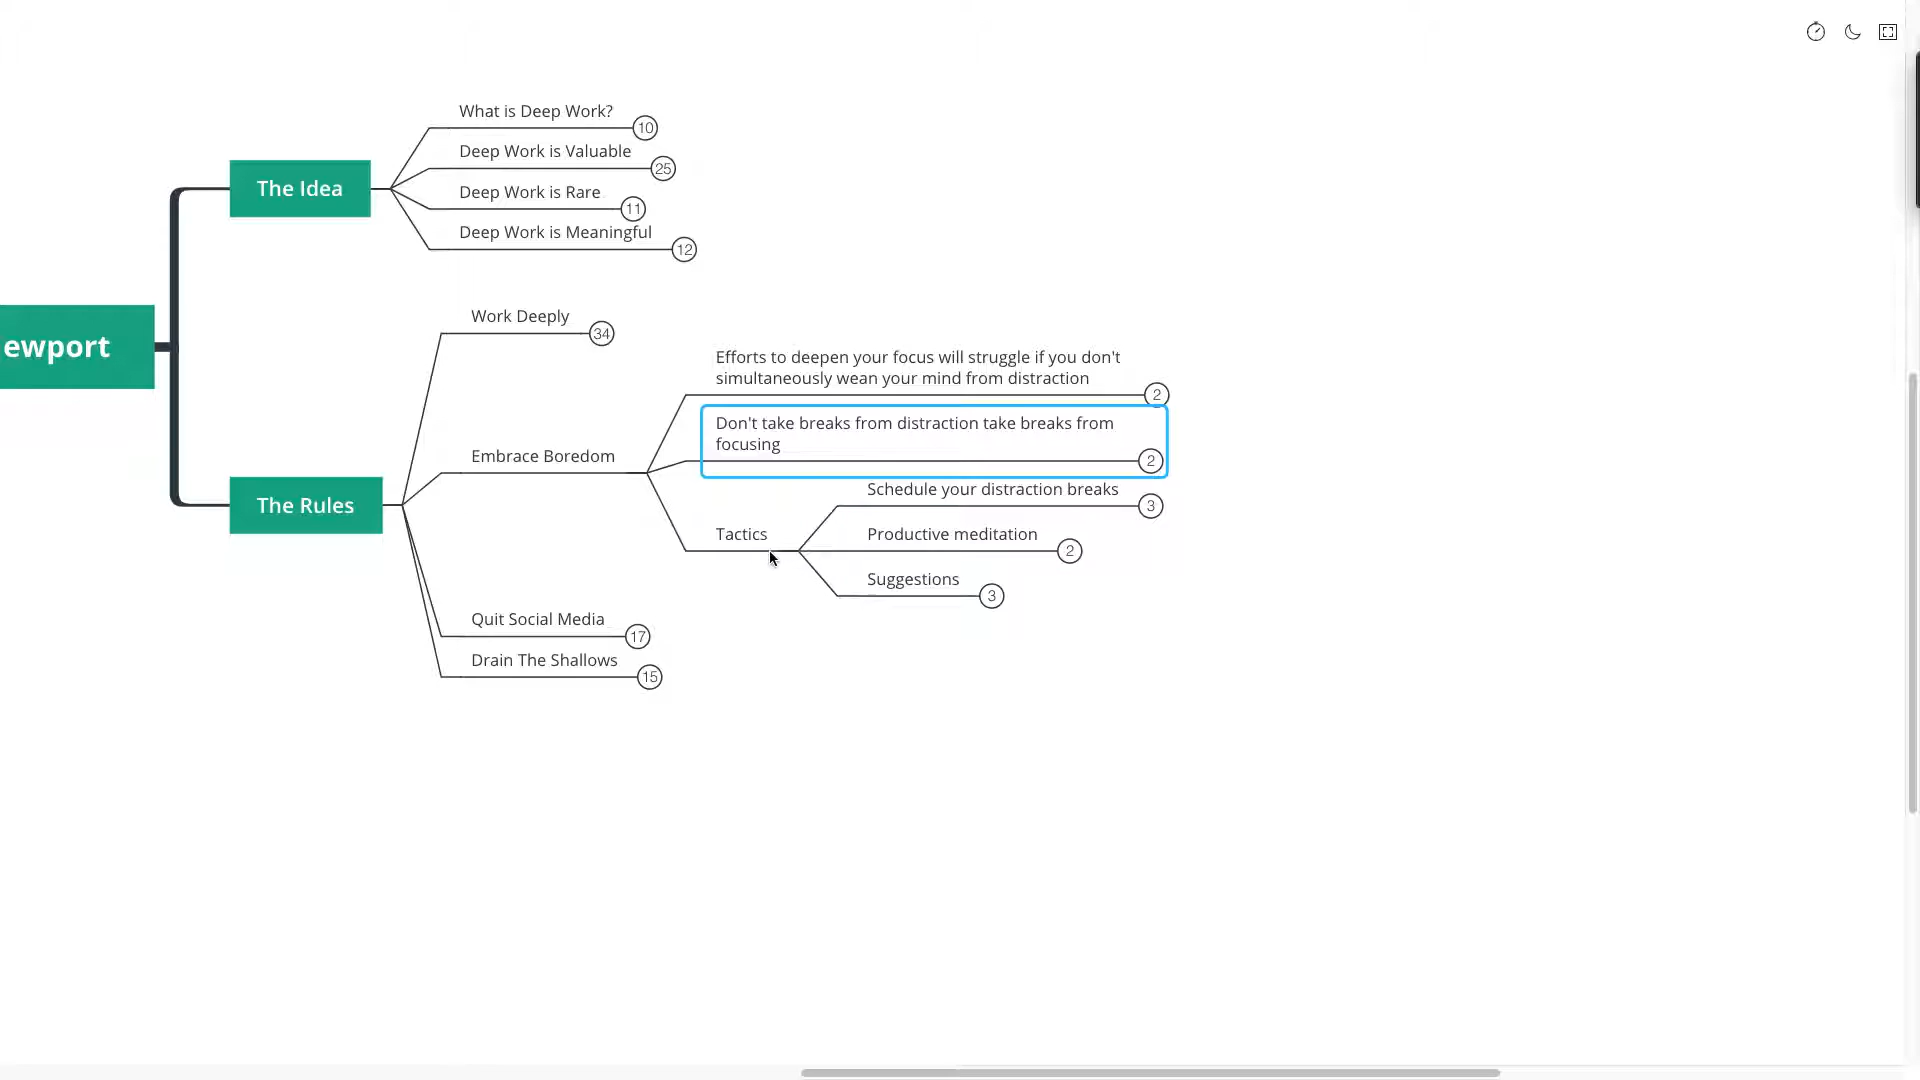 What is Deep Work?
10
Deep Work is Valuable
25
The Idea
Deep Work is Rare
11
Deep Work is Meaningful
12
ewport
Work Deeply
34
Efforts to deepen your focus will struggle if you don't
simultaneously wean your mind from distraction
2
Don't take breaks from distraction take breaks from
focusing
2
Embrace Boredom
Schedule your distraction breaks
3
The Rules
Tactics
Productive meditation
2
Suggestions
3
Quit Social Media
17
Drain The Shallows
15